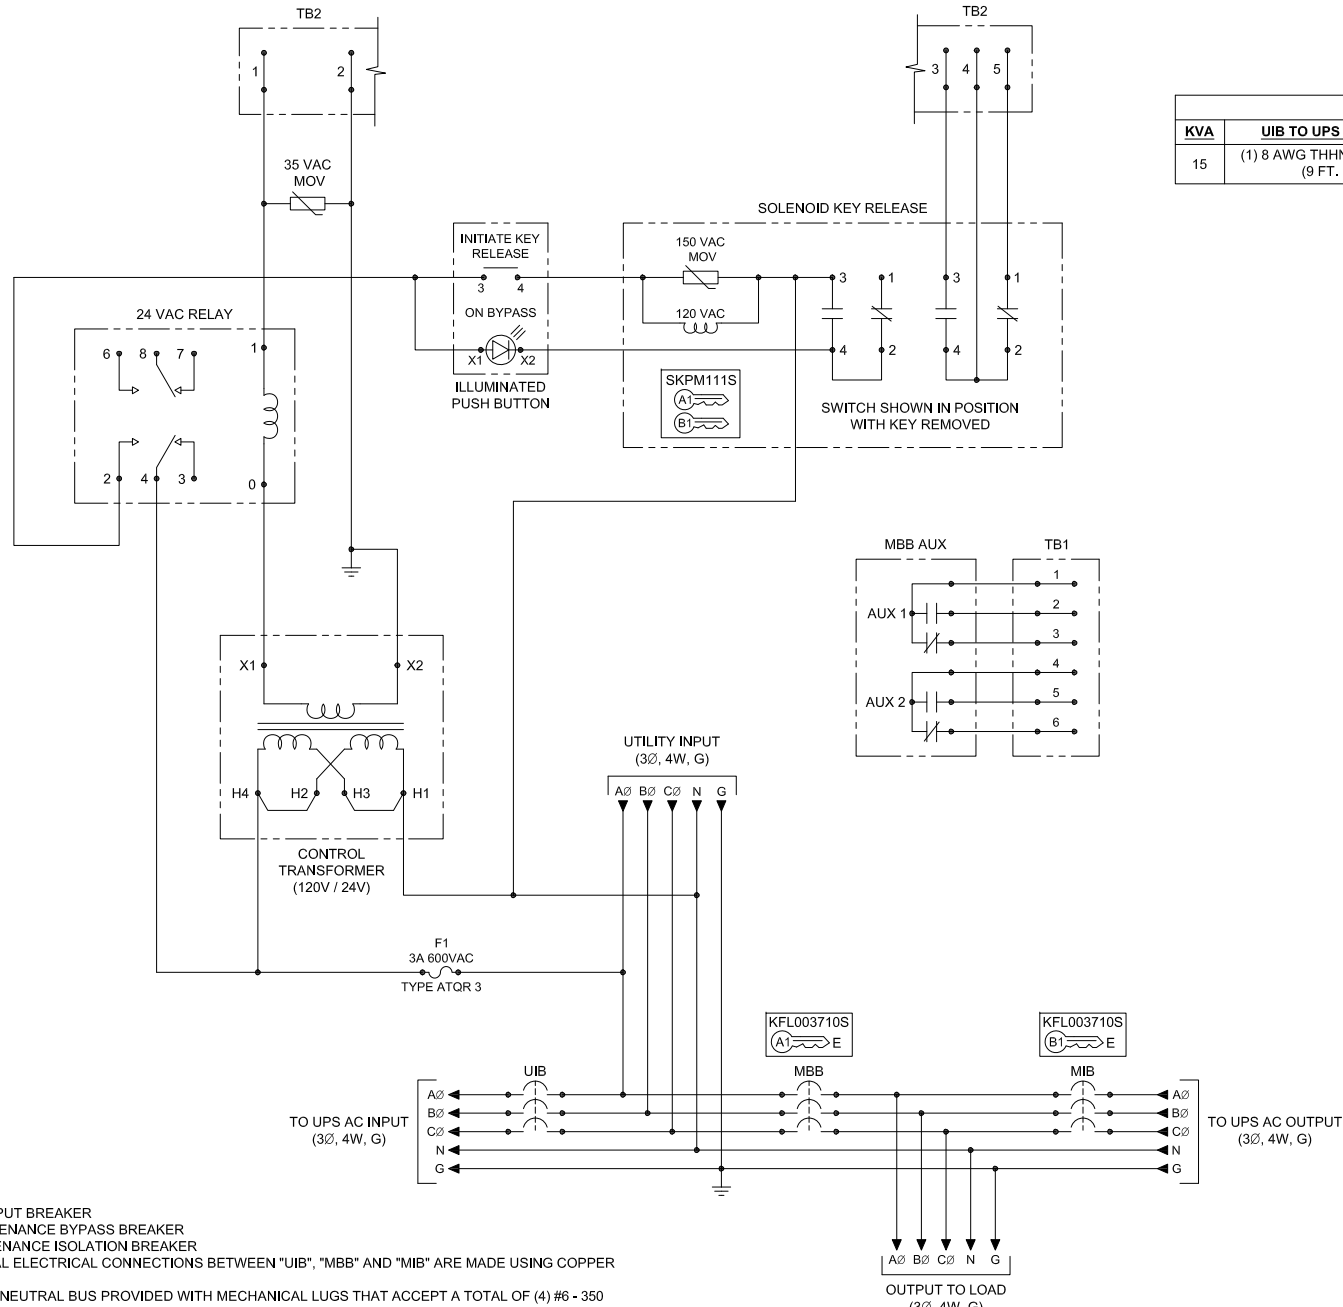 TB2
1
2
TB2
3
4
5
KVA
UIB TO UPS
15
(1) 8 AWG THHN
(9 FT.
35 VAC
MOV
SOLENOID KEY RELEASE
INITIATE KEY
RELEASE
3
4
ON BYPASS
X1
X2
ILLUMINATED
PUSH BUTTON
150 VAC
MOV
120 VAC
3
1
3
1
4
2
4
2
SKPM111S
A1
B1
SWITCH SHOWN IN POSITION
WITH KEY REMOVED
24 VAC RELAY
6
8
7
1
2
4
3
0
MBB AUX
TB1
AUX 1
1
2
3
AUX 2
4
5
6
X1
X2
H4
H2
H3
H1
CONTROL
TRANSFORMER
(120V / 24V)
UTILITY INPUT
(3Ø, 4W, G)
AØ BØ CØ N G
F1
3A 600VAC
TYPE ATQR 3
KFL003710S
A1 E
KFL003710S
B1 E
UIB
MBB
MIB
TO UPS AC INPUT
(3Ø, 4W, G)
AØ
BØ
CØ
N
G
AØ
BØ
CØ
N
G
TO UPS AC OUTPUT
(3Ø, 4W, G)
AØ BØ CØ N G
OUTPUT TO LOAD
(3Ø, 4W, G)
PUT BREAKER
ENANCE BYPASS BREAKER
ENANCE ISOLATION BREAKER
AL ELECTRICAL CONNECTIONS BETWEEN "UIB", "MBB" AND "MIB" ARE MADE USING COPPER
NEUTRAL BUS PROVIDED WITH MECHANICAL LUGS THAT ACCEPT A TOTAL OF (4) #6 - 350